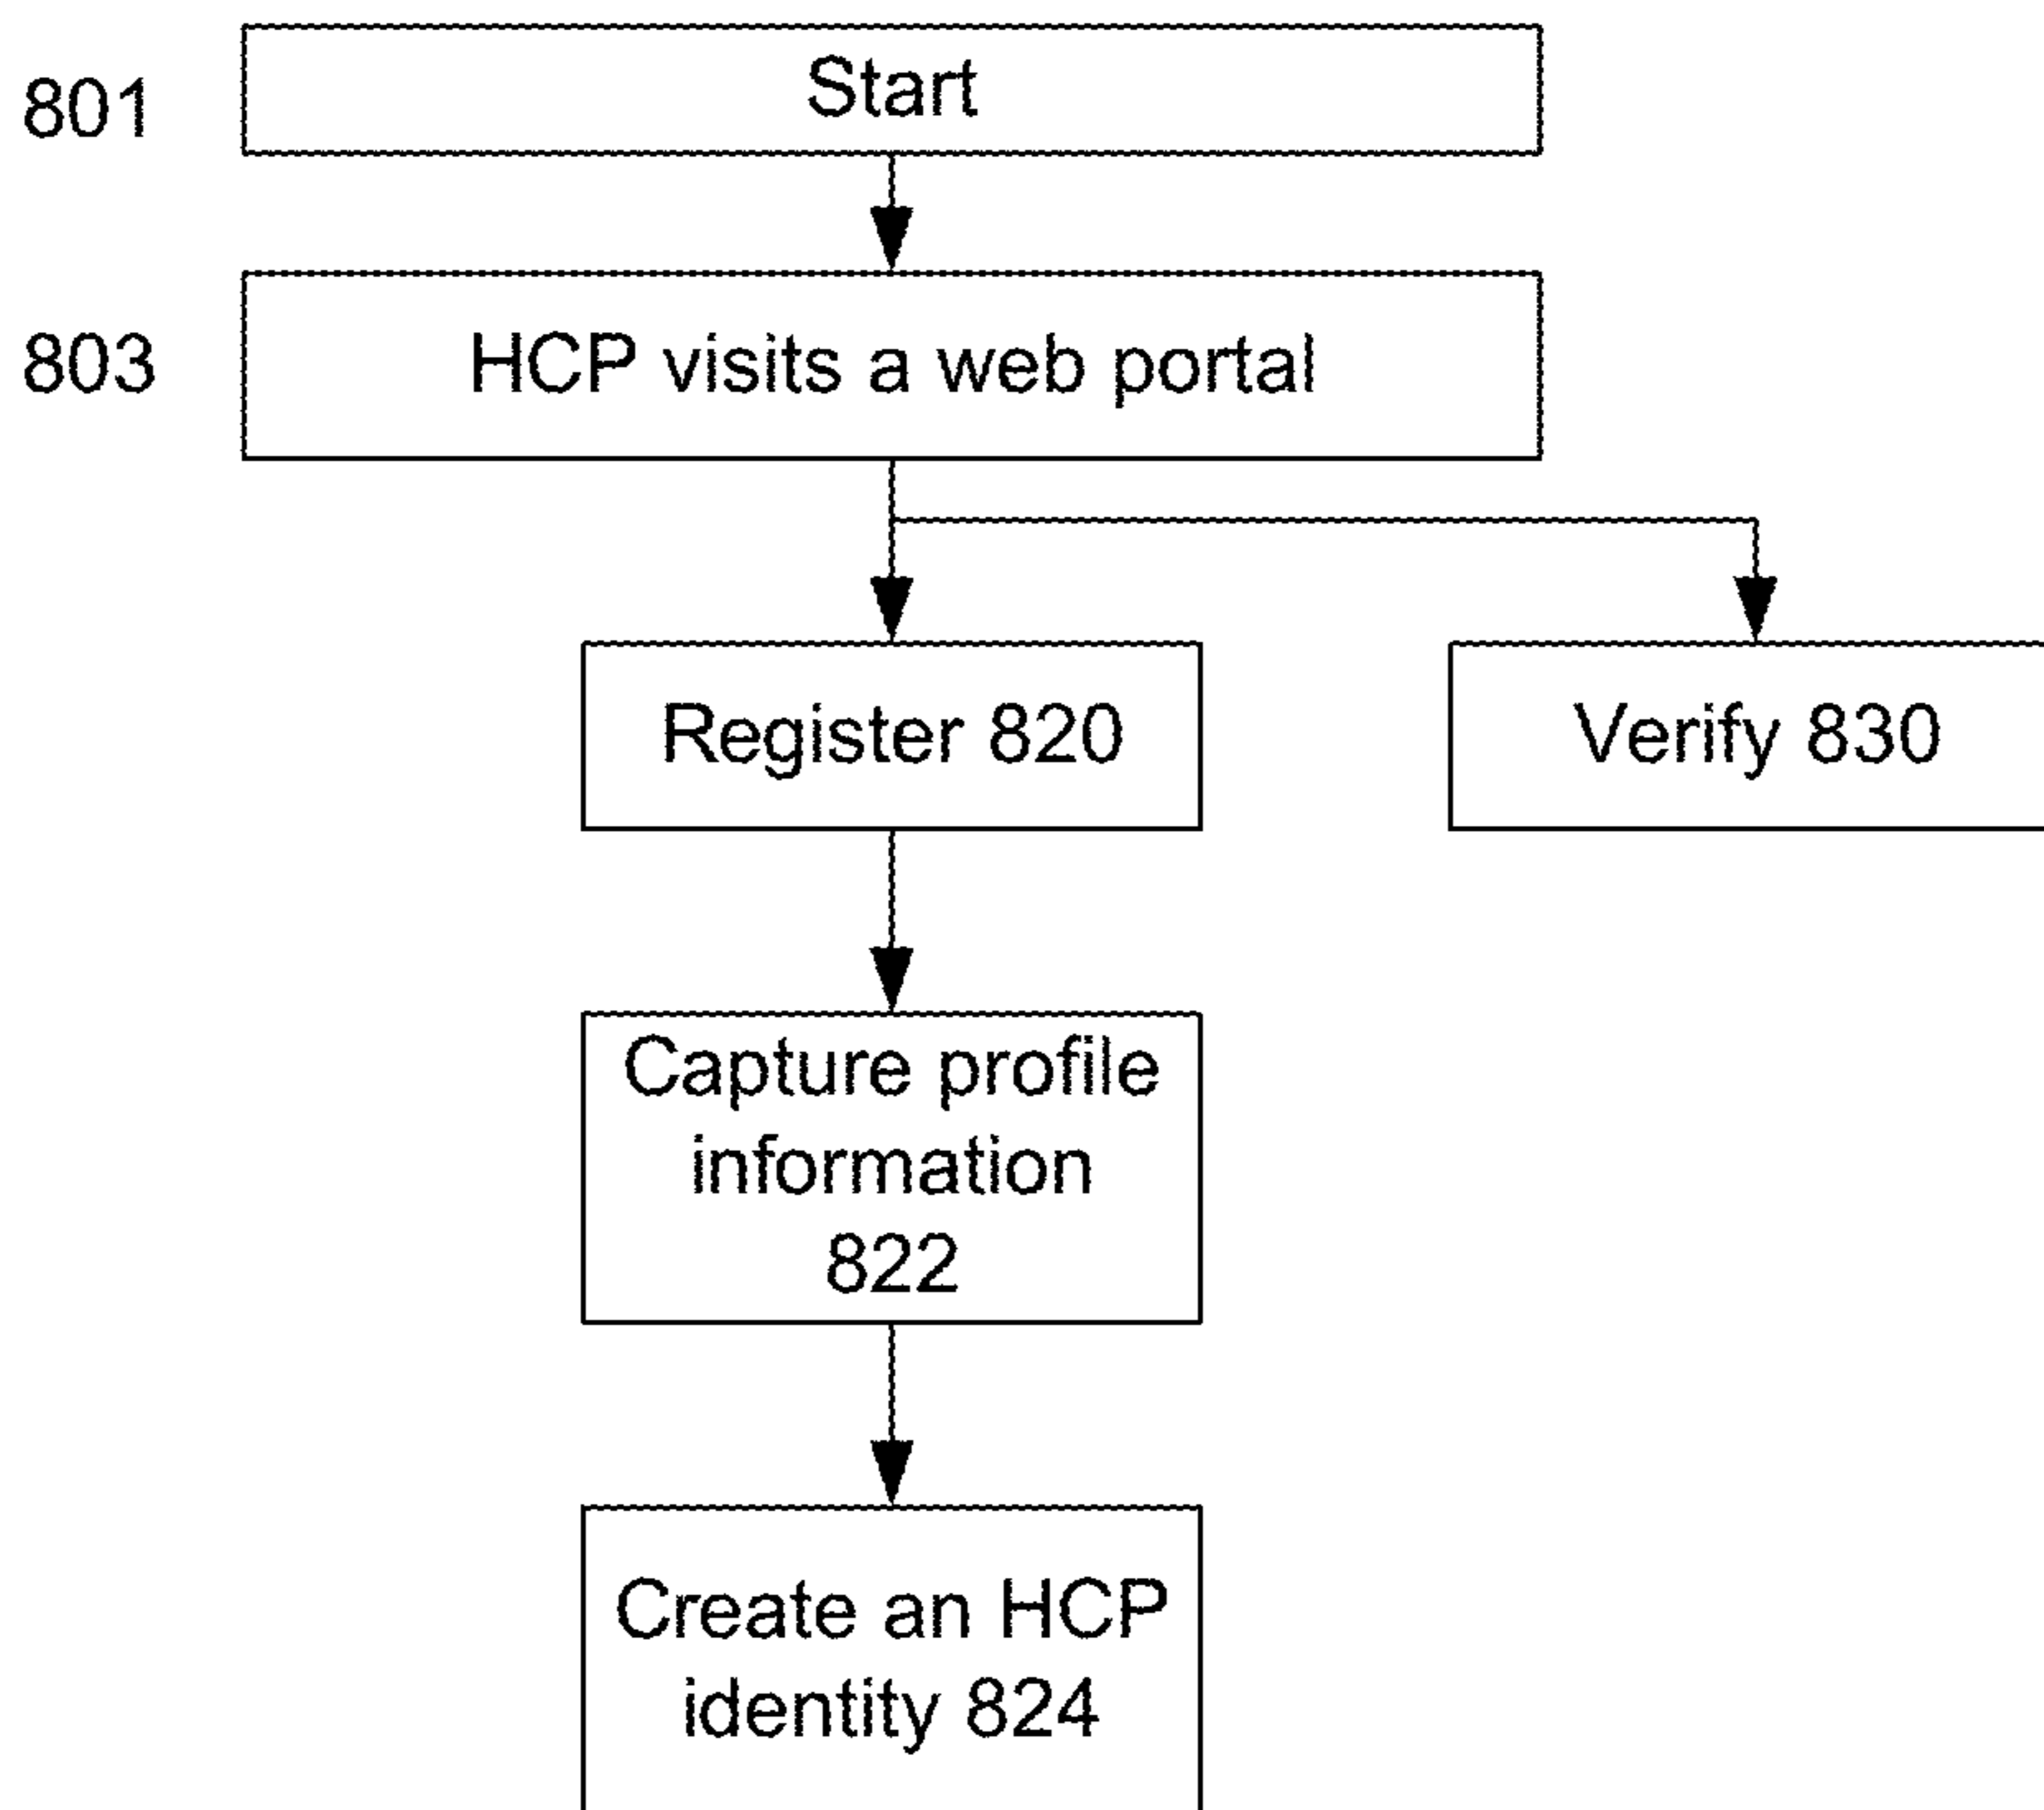 801
Start
803
HCP visits a web portal
Register 820
Verify 830
Capture profile
information
822
Create an HCP
identity 824